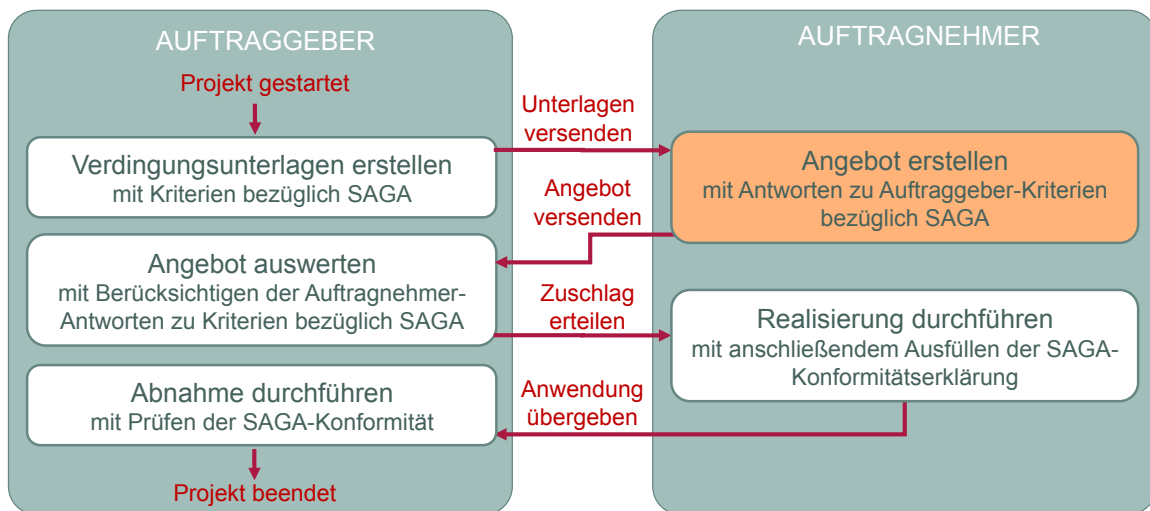 AUFTRAGGEBER
Projekt gestartet
Verdingungsunterlagen erstellen
mit Kriterien bezüglich SAGA
Angebot auswerten
mit Berücksichtigen der Auftragnehmer-
Antworten zu Kriterien bezüglich SAGA
Abnahme durchführen
mit Prüfen der SAGA-Konformität
Projekt beendet
Unterlagen
versenden
Angebot
versenden
Zuschlag
erteilen
Anwendung
übergeben
AUFTRAGNEHMER
Angebot erstellen
mit Antworten zu Auftraggeber-Kriterien
bezüglich SAGA
Realisierung durchführen
mit anschließendem Ausfüllen der SAGA-
Konformitätserklärung